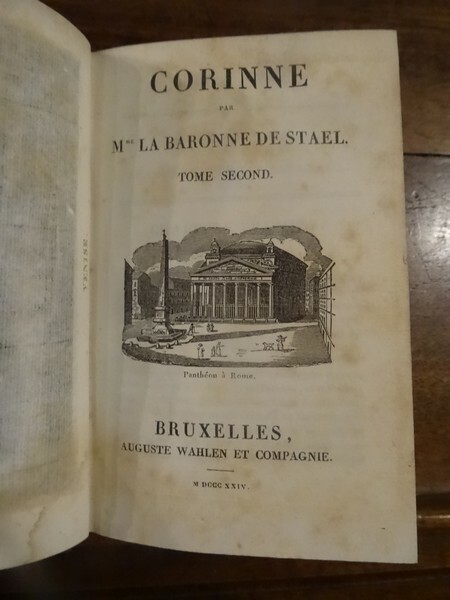 CORINNE
PAR
Mme LA BARONNE DE STAEL.
TOME SECOND.
Panthéon à Rome.
BRUXELLES,
AUGUSTE WAHLEN ET COMPAGNIE.
M DCCC XXIV.